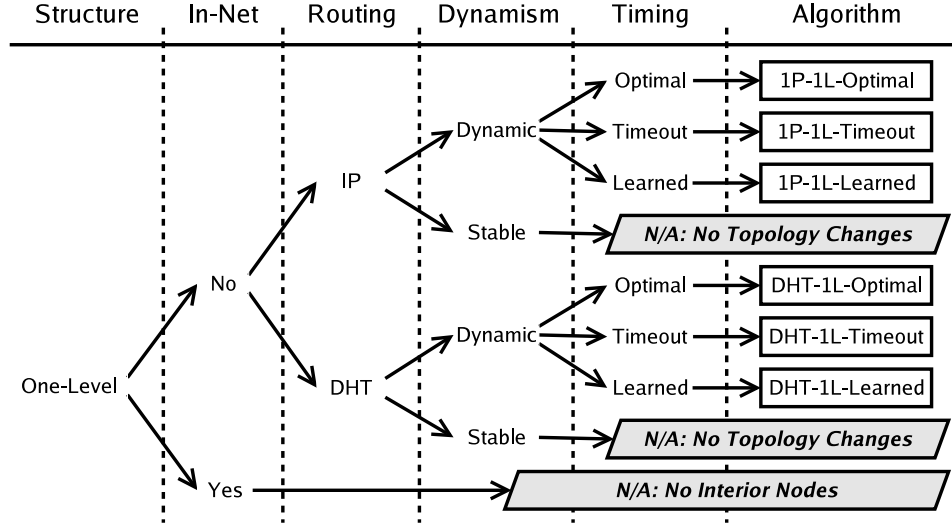 Structure In-Net Routing Dynamism Timing Algorithm
Optimal 1P-1L-Optimal
Dynamic Timeout 1P-1L-Timeout
IP Learned 1P-1L-Learned
Stable N/A: No Topology Changes
No Optimal DHT-1L-Optimal
Dynamic Timeout DHT-1L-Timeout
One-Level DHT Learned DHT-1L-Learned
Stable N/A: No Topology Changes
Yes N/A: No Interior Nodes